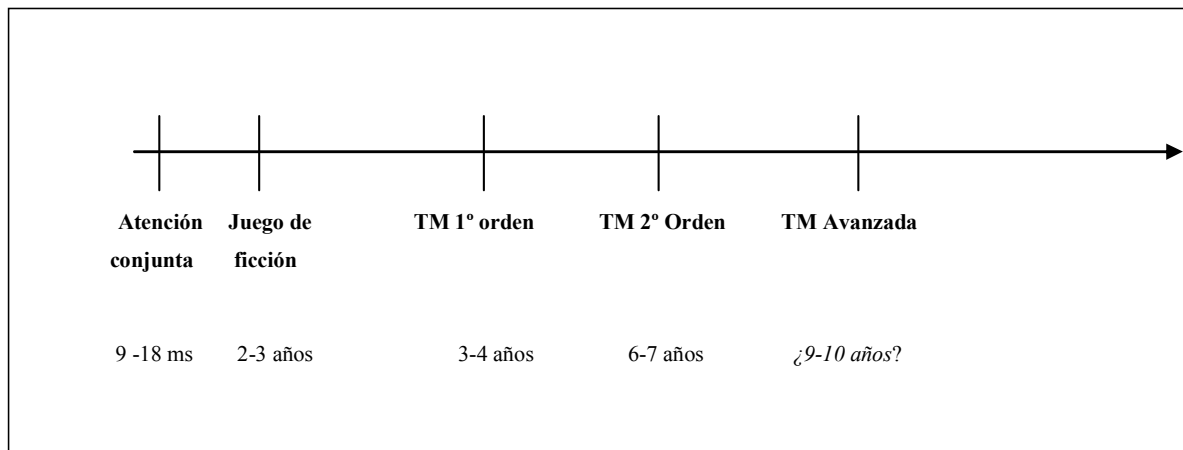 Atención Juego de TM 1º orden TM 2º Orden TM Avanzada
conjunta ficción
9 -18 ms 2-3 años 3-4 años 6-7 años ¿9-10 años?